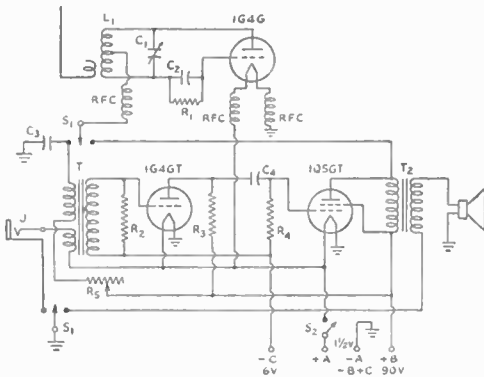 L1
1G4G
C1
C2
R1
RFC
RFC
RFC
S1
C3
T
1G4GT
C4
1Q5GT
T2
J
R2
R3
R4
R5
S1
S2
1½V
-C
+A
-A
+B
6V
-B+C
90V